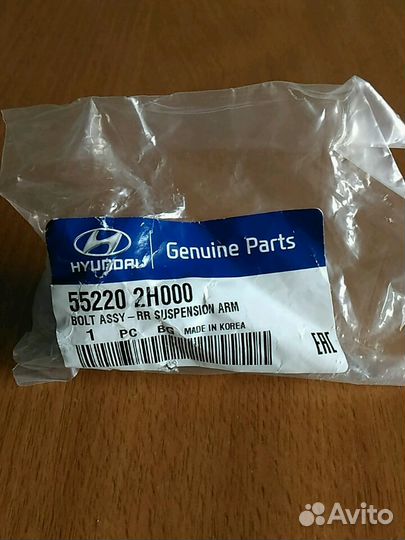 HYUNDAI
Genuine Parts
55220 2H000
BOLT ASSY-RR SUSPENSION ARM
1 PC BG MADE IN KOREA
EAC
Avito